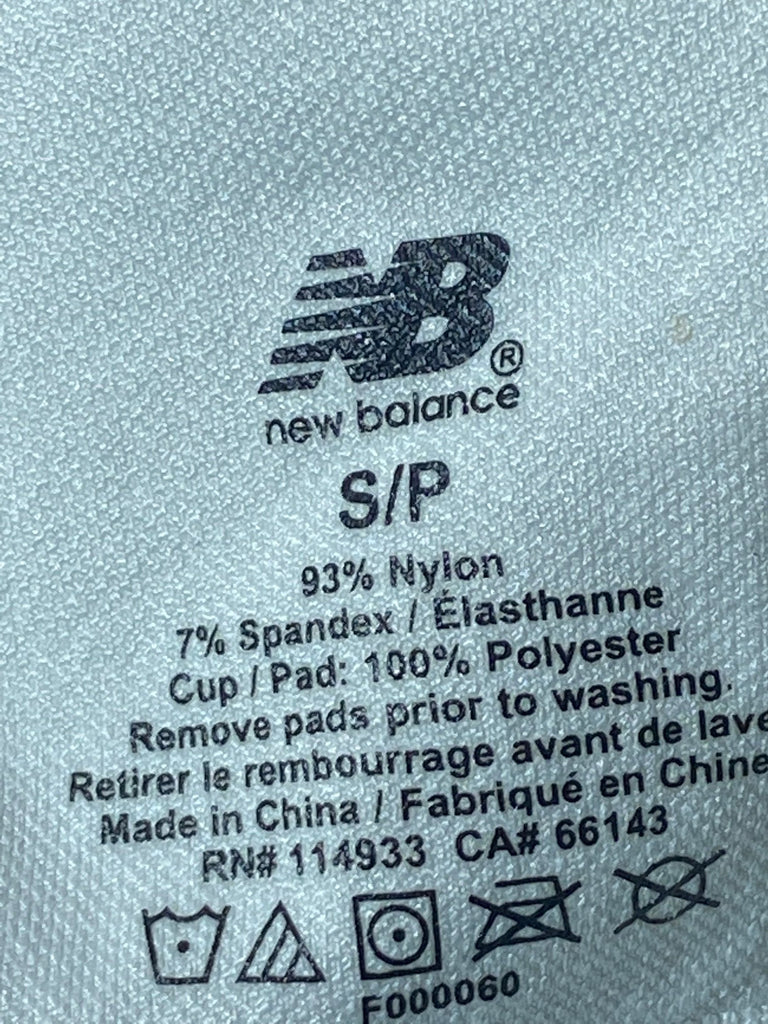 NB®
new balance
S/P
93% Nylon
7% Spandex / Élasthanne
Cup / Pad: 100% Polyester
Remove pads prior to washing.
Retirer le rembourrage avant de lave
Made in China / Fabriqué en Chine
RN# 114933 CA# 66143
F000060